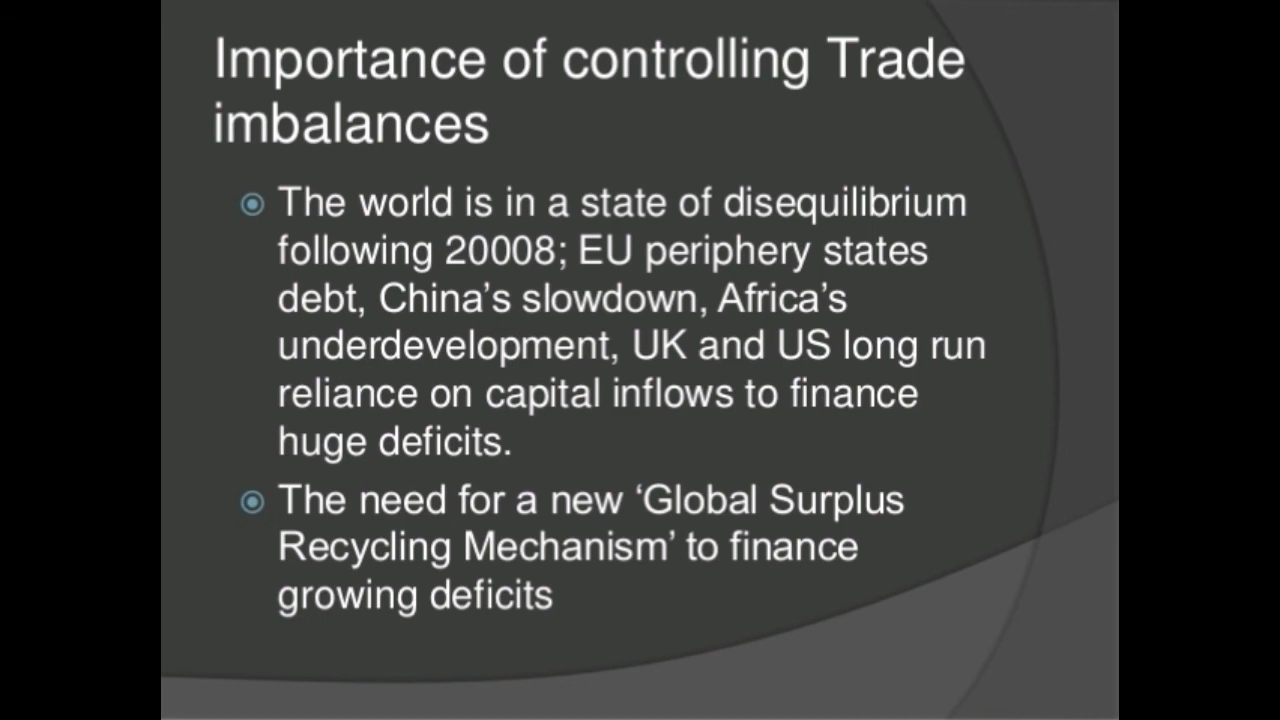 Importance of controlling Trade
imbalances
The world is in a state of disequilibrium
following 20008; EU periphery states
debt, China’s slowdown, Africa’s
underdevelopment, UK and US long run
reliance on capital inflows to finance
huge deficits.
The need for a new ‘Global Surplus
Recycling Mechanism’ to finance
growing deficits